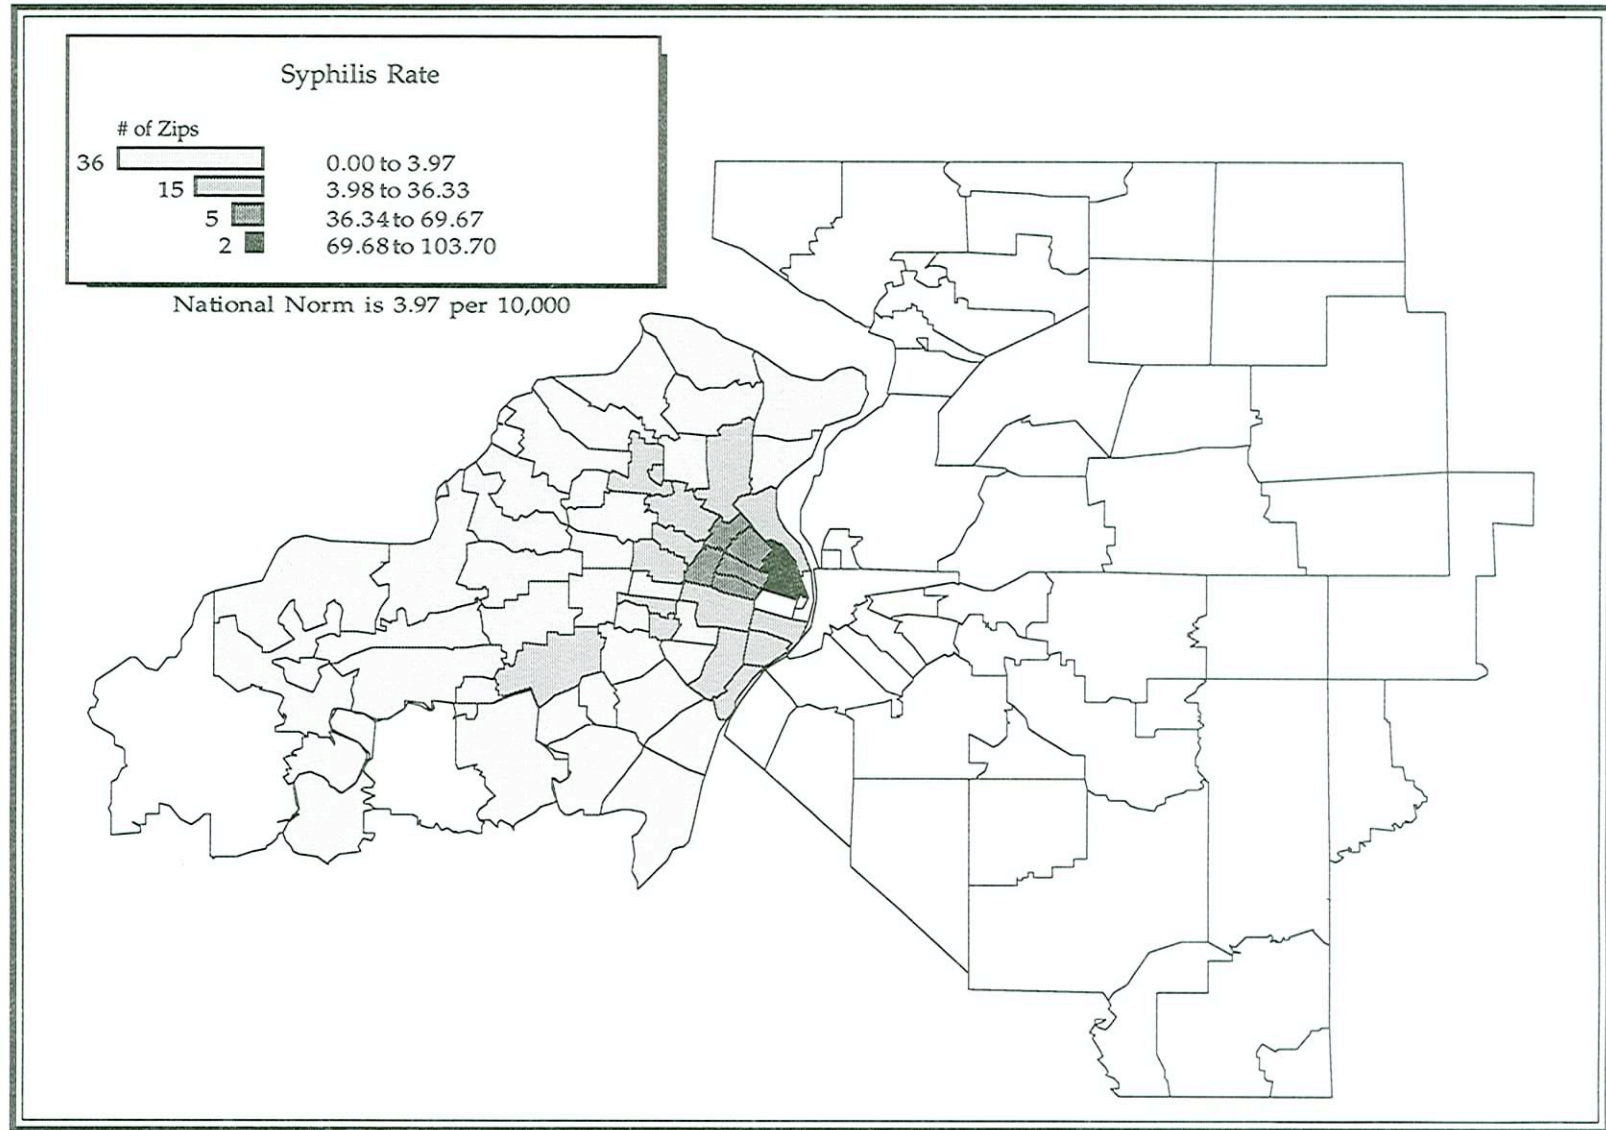 Syphilis Rate
# of Zips
36 0.00 to 3.97
15 3.98 to 36.33
5 36.34 to 69.67
2 69.68 to 103.70
National Norm is 3.97 per 10,000